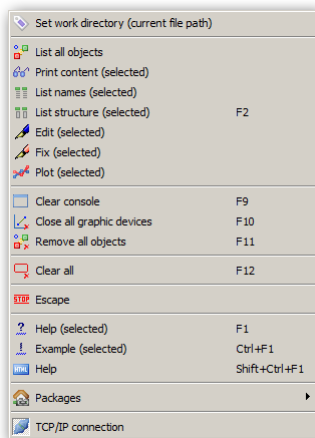 Set work directory (current file path)
List all objects
Print content (selected)
List names (selected)
List structure (selected) F2
Edit (selected)
Fix (selected)
Plot (selected)
Clear console F9
Close all graphic devices F10
Remove all objects F11
Clear all F12
STOP Escape
? Help (selected) F1
! Example (selected) Ctrl+F1
HTML Help Shift+Ctrl+F1
Packages
TCP/IP connection